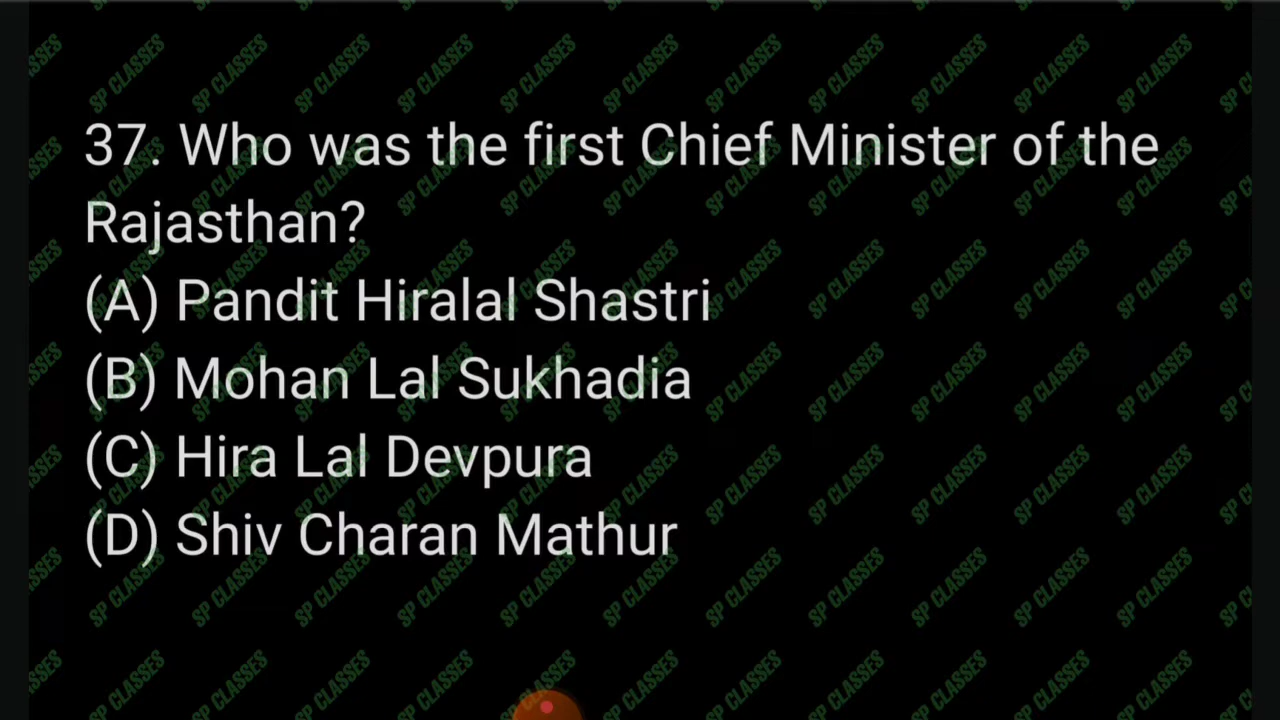 37. Who was the first Chief Minister of the
Rajasthan?
(A) Pandit Hiralal Shastri
(B) Mohan Lal Sukhadia
(C) Hira Lal Devpura
(D) Shiv Charan Mathur
SP CLASSES